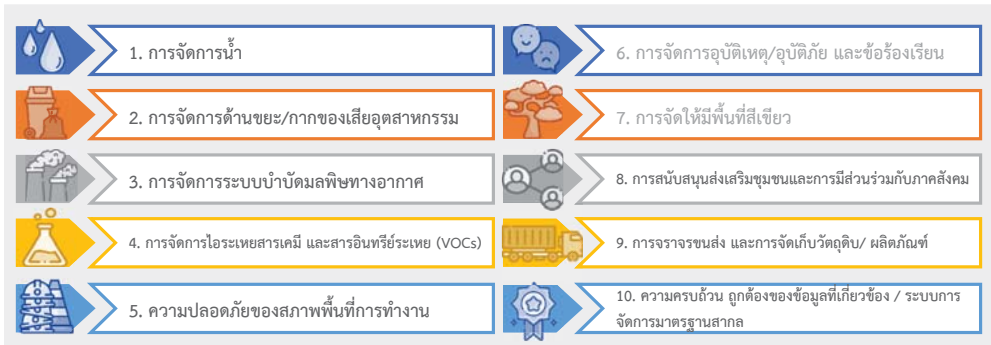 1. การจัดการน้ำ
2. การจัดการด้านขยะ/กากของเสียอุตสาหกรรม
3. การจัดการระบบบำบัดมลพิษทางอากาศ
4. การจัดการไอระเหยสารเคมี และสารอินทรีย์ระเหย (VOCs)
5. ความปลอดภัยของสภาพพื้นที่การทำงาน
6. การจัดการอุบัติเหตุ/อุบัติภัย และข้อร้องเรียน
7. การจัดให้มีพื้นที่สีเขียว
8. การสนับสนุนส่งเสริมชุมชนและการมีส่วนร่วมกับภาคสังคม
9. การจราจรขนส่ง และการจัดเก็บวัตถุดิบ/ ผลิตภัณฑ์
10. ความครบถ้วน ถูกต้องของข้อมูลที่เกี่ยวข้อง / ระบบการ
จัดการมาตรฐานสากล